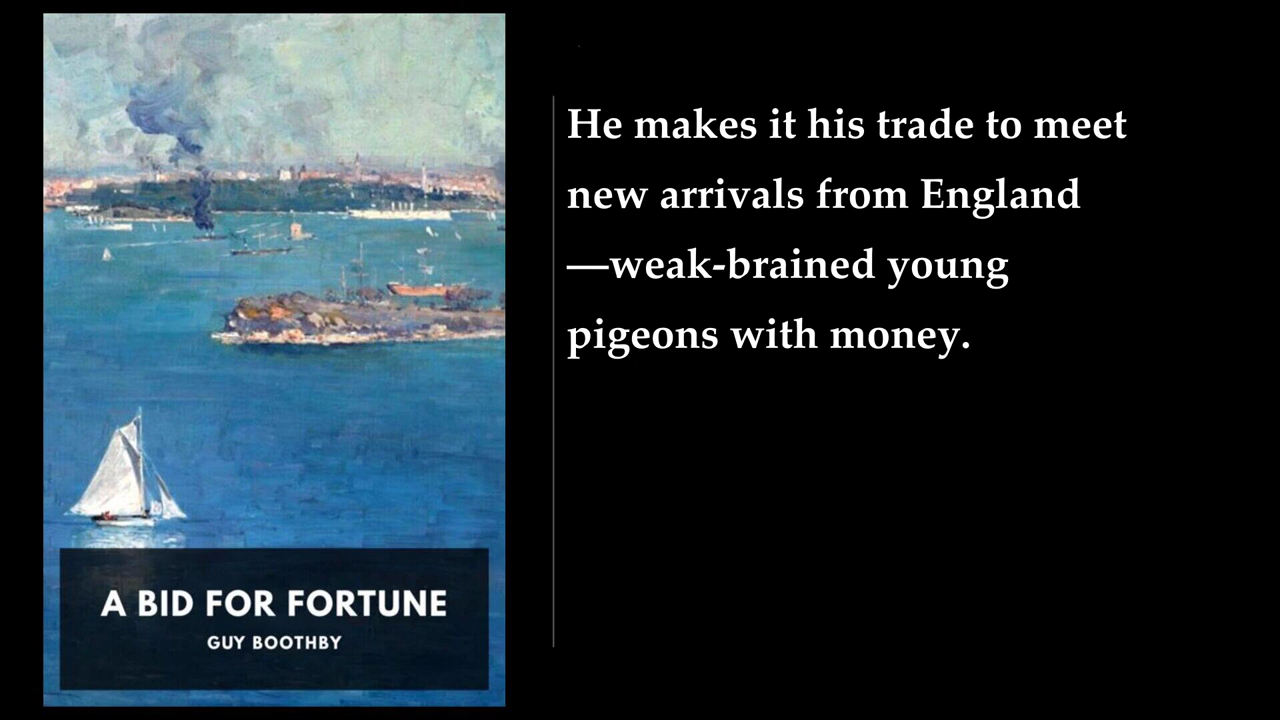 He makes it his trade to meet
new arrivals from England
—weak-brained young
pigeons with money.
A BID FOR FORTUNE
GUY BOOTHBY